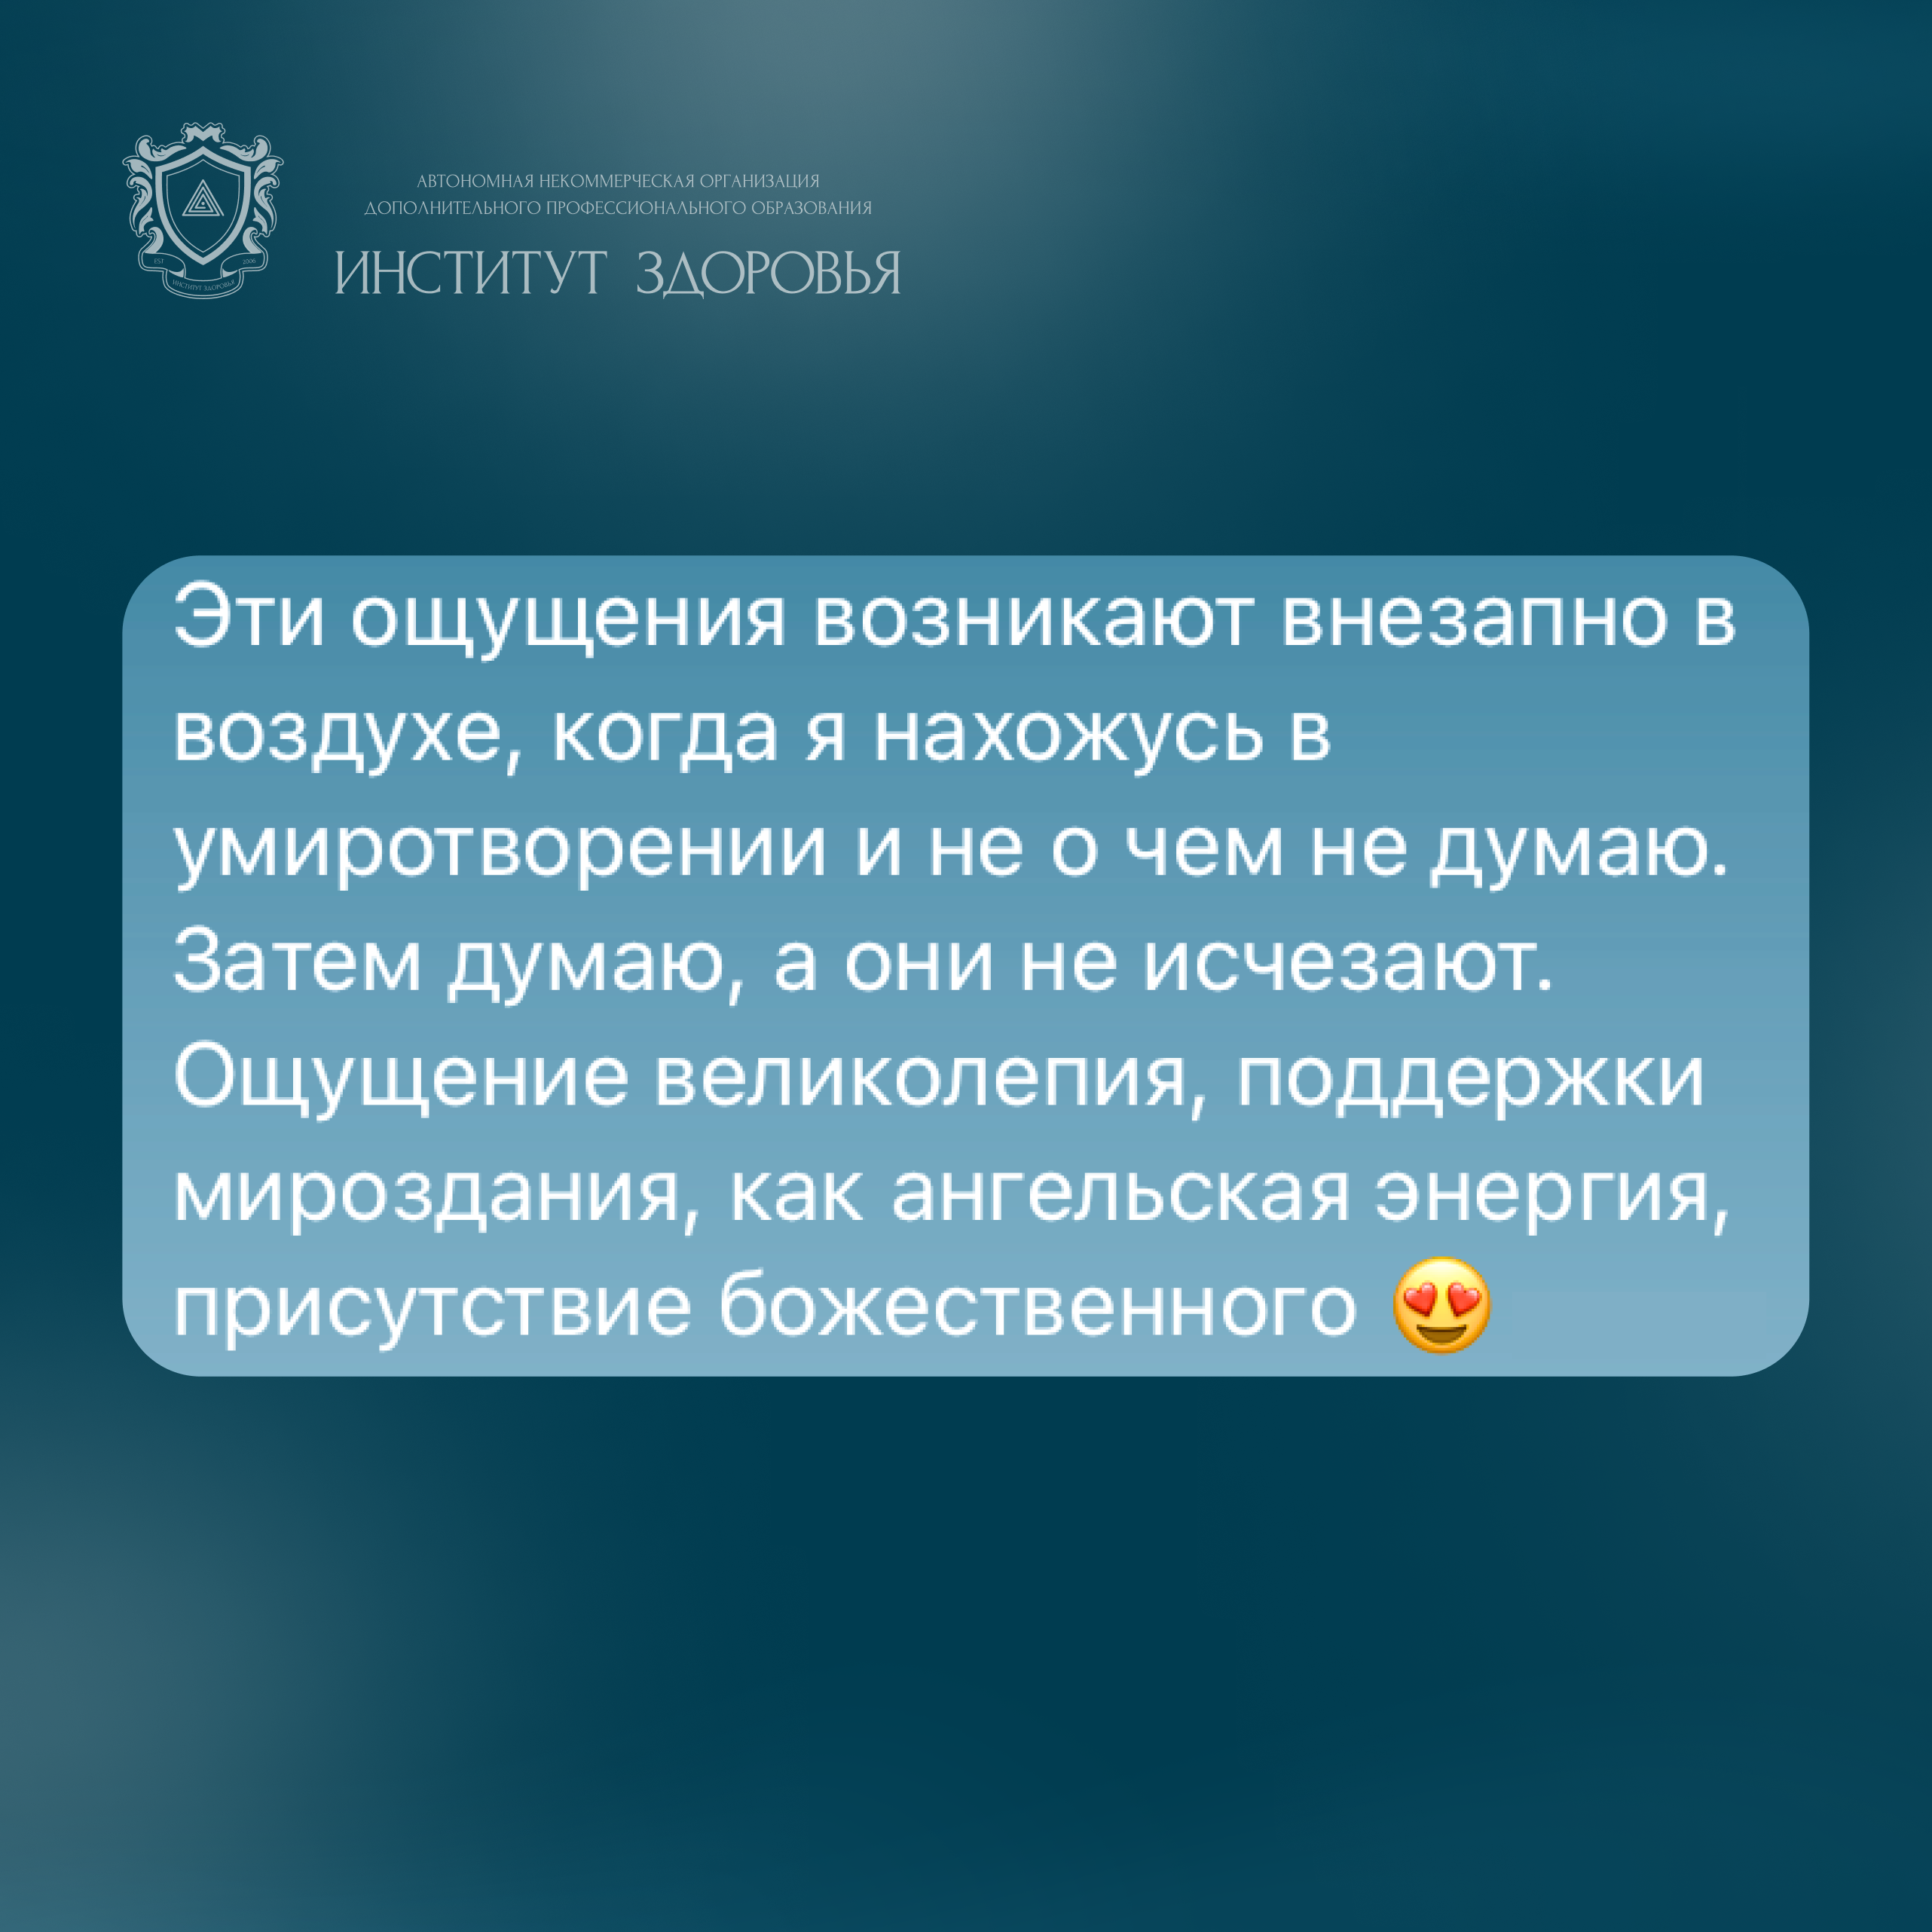 АВТОНОМНАЯ НЕКОММЕРЧЕСКАЯ ОРГАНИЗАЦИЯ
ДОПОЛНИТЕЛЬНОГО ПРОФЕССИОНАЛЬНОГО ОБРАЗОВАНИЯ
ИНСТИТУТ ЗДОРОВЬЯ
EST 2006
ИНСТИТУТ ЗДОРОВЬЯ
Эти ощущения возникают внезапно в
воздухе, когда я нахожусь в
умиротворении и не о чем не думаю.
Затем думаю, а они не исчезают.
Ощущение великолепия, поддержки
мироздания, как ангельская энергия,
присутствие божественного 😍